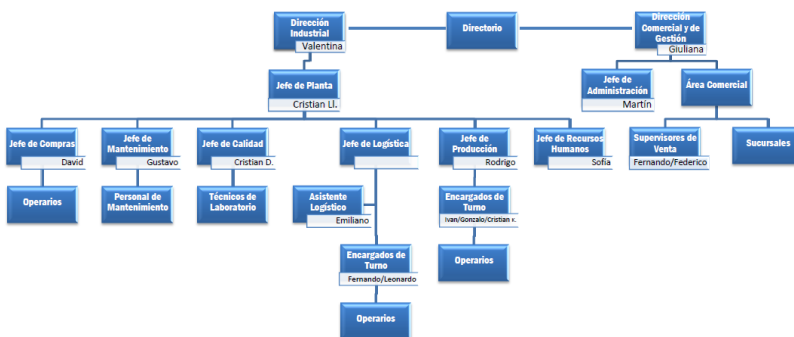 Dirección
Industrial
Valentina
Directorio
Dirección
Comercial y de
Gestión
Giuliana
Jefe de Planta
Cristian Ll.
Jefe de
Administración
Martín
Área Comercial
Jefe de Compras
David
Jefe de
Mantenimiento
Gustavo
Jefe de Calidad
Cristian D.
Jefe de Logística
Jefe de
Producción
Rodrigo
Jefe de Recursos
Humanos
Sofia
Supervisores de
Venta
Fernando/Federico
Sucursales
Operarios
Personal de
Mantenimiento
Técnicos de
Laboratorio
Asistente
Logístico
Emiliano
Encargados de
Turno
Ivan/Gonzalo/Cristian K.
Encargados de
Turno
Fernando/Leonardo
Operarios
Operarios